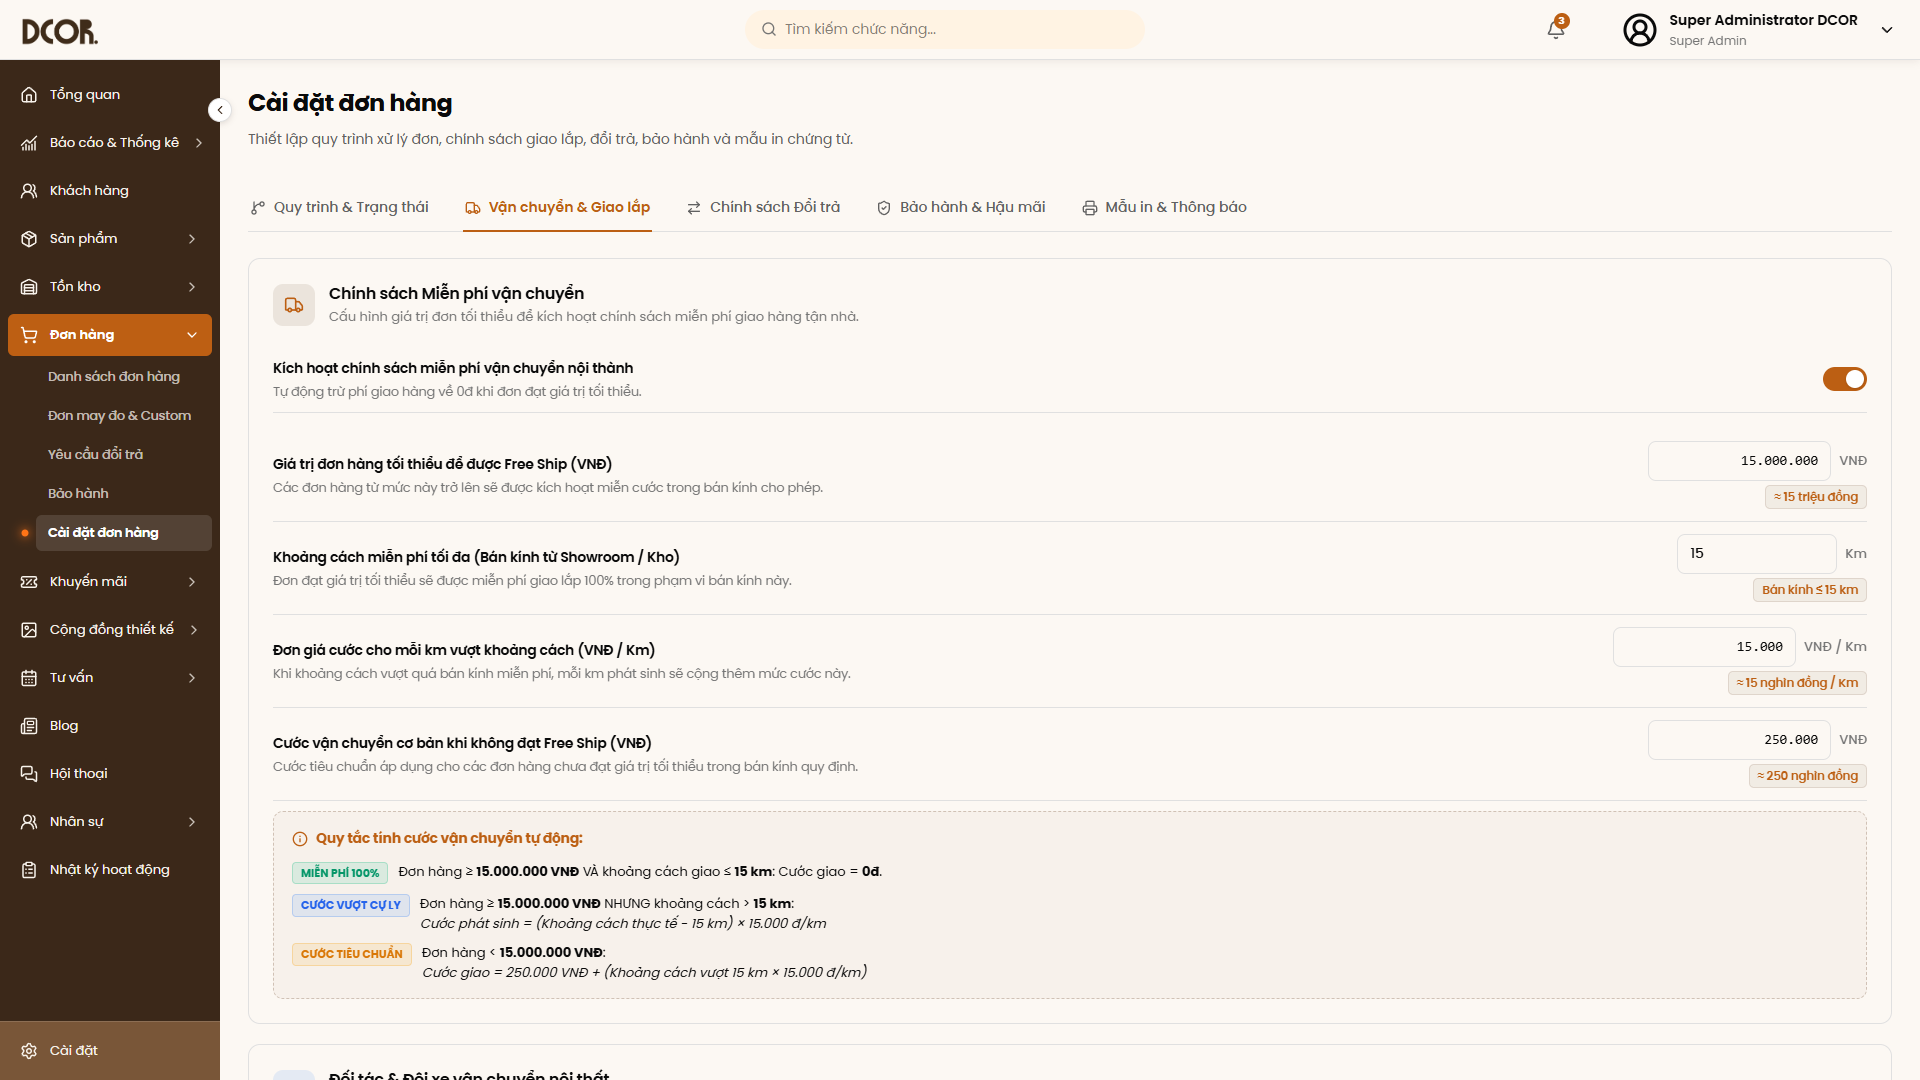 DCOR.
Tìm kiếm chức năng...
3
Super Administrator DCOR
Super Admin
Tổng quan
Báo cáo & Thống kê
Khách hàng
Sản phẩm
Tồn kho
Đơn hàng
Danh sách đơn hàng
Đơn may đo & Custom
Yêu cầu đổi trả
Bảo hành
Cài đặt đơn hàng
Khuyến mãi
Cộng đồng thiết kế
Tư vấn
Blog
Hội thoại
Nhân sự
Nhật ký hoạt động
Cài đặt
Cài đặt đơn hàng
Thiết lập quy trình xử lý đơn, chính sách giao lắp, đổi trả, bảo hành và mẫu in chứng từ.
Quy trình & Trạng thái
Vận chuyển & Giao lắp
Chính sách Đổi trả
Bảo hành & Hậu mãi
Mẫu in & Thông báo
Chính sách Miễn phí vận chuyển
Cấu hình giá trị đơn tối thiểu để kích hoạt chính sách miễn phí giao hàng tận nhà.
Kích hoạt chính sách miễn phí vận chuyển nội thành
Tự động trừ phí giao hàng về 0đ khi đơn đạt giá trị tối thiểu.
Giá trị đơn hàng tối thiểu để được Free Ship (VNĐ)
Các đơn hàng từ mức này trở lên sẽ được kích hoạt miễn cước trong bán kính cho phép.
15.000.000 VNĐ
≈ 15 triệu đồng
Khoảng cách miễn phí tối đa (Bán kính từ Showroom / Kho)
Đơn đạt giá trị tối thiểu sẽ được miễn phí giao lắp 100% trong phạm vi bán kính này.
15 Km
Bán kính ≤ 15 km
Đơn giá cước cho mỗi km vượt khoảng cách (VNĐ / Km)
Khi khoảng cách vượt quá bán kính miễn phí, mỗi km phát sinh sẽ cộng thêm mức cước này.
15.000 VNĐ / Km
≈ 15 nghìn đồng / Km
Cước vận chuyển cơ bản khi không đạt Free Ship (VNĐ)
Cước tiêu chuẩn áp dụng cho các đơn hàng chưa đạt giá trị tối thiểu trong bán kính quy định.
250.000 VNĐ
≈ 250 nghìn đồng
Quy tắc tính cước vận chuyển tự động:
MIỄN PHÍ 100% Đơn hàng ≥ 15.000.000 VNĐ VÀ khoảng cách giao ≤ 15 km: Cước giao = 0đ.
CƯỚC VƯỢT CỰ LY Đơn hàng ≥ 15.000.000 VNĐ NHƯNG khoảng cách > 15 km:
Cước phát sinh = (Khoảng cách thực tế - 15 km) × 15.000 đ/km
CƯỚC TIÊU CHUẨN Đơn hàng < 15.000.000 VNĐ:
Cước giao = 250.000 VNĐ + (Khoảng cách vượt 15 km × 15.000 đ/km)
Đối tác & Đội xe vận chuyển nội thất